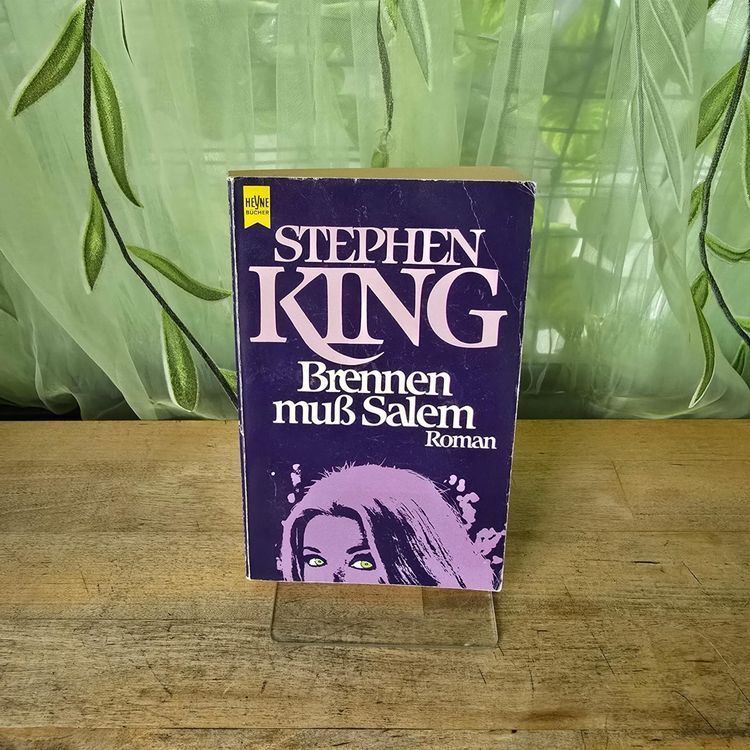 HEYNE
BÜCHER
STEPHEN
KING
Brennen
muß Salem
Roman